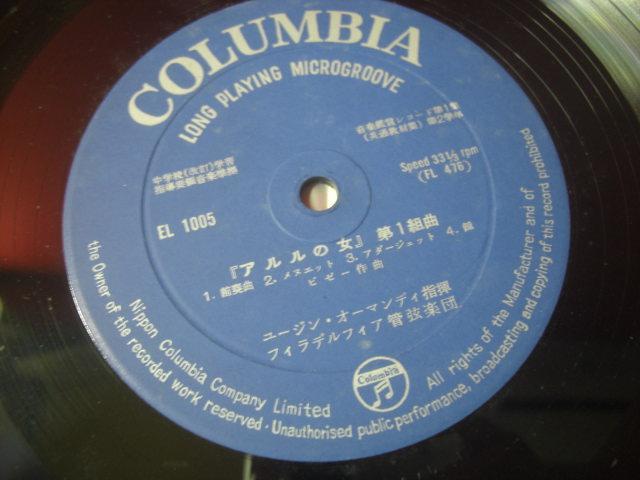 COLUMBIA
LONG PLAYING MICROGROOVE
中学校(改訂)学習
指導要領音楽準拠
音楽鑑賞レコード第1集
(共通教材集) 第2学年
EL 1005
Speed 33⅓ rpm
(FL 476)
『アルルの女』 第1組曲
1. 前奏曲 2. メヌエット 3. アダージェット 4. 鐘
ビゼー作曲
ユージン・オーマンディ指揮
フィラデルフィア管弦楽団
Columbia
Nippon Columbia Company Limited
All rights of the Manufacturer and of
the Owner of the recorded work reserved · Unauthorised public performance, broadcasting and copying of this record prohibited